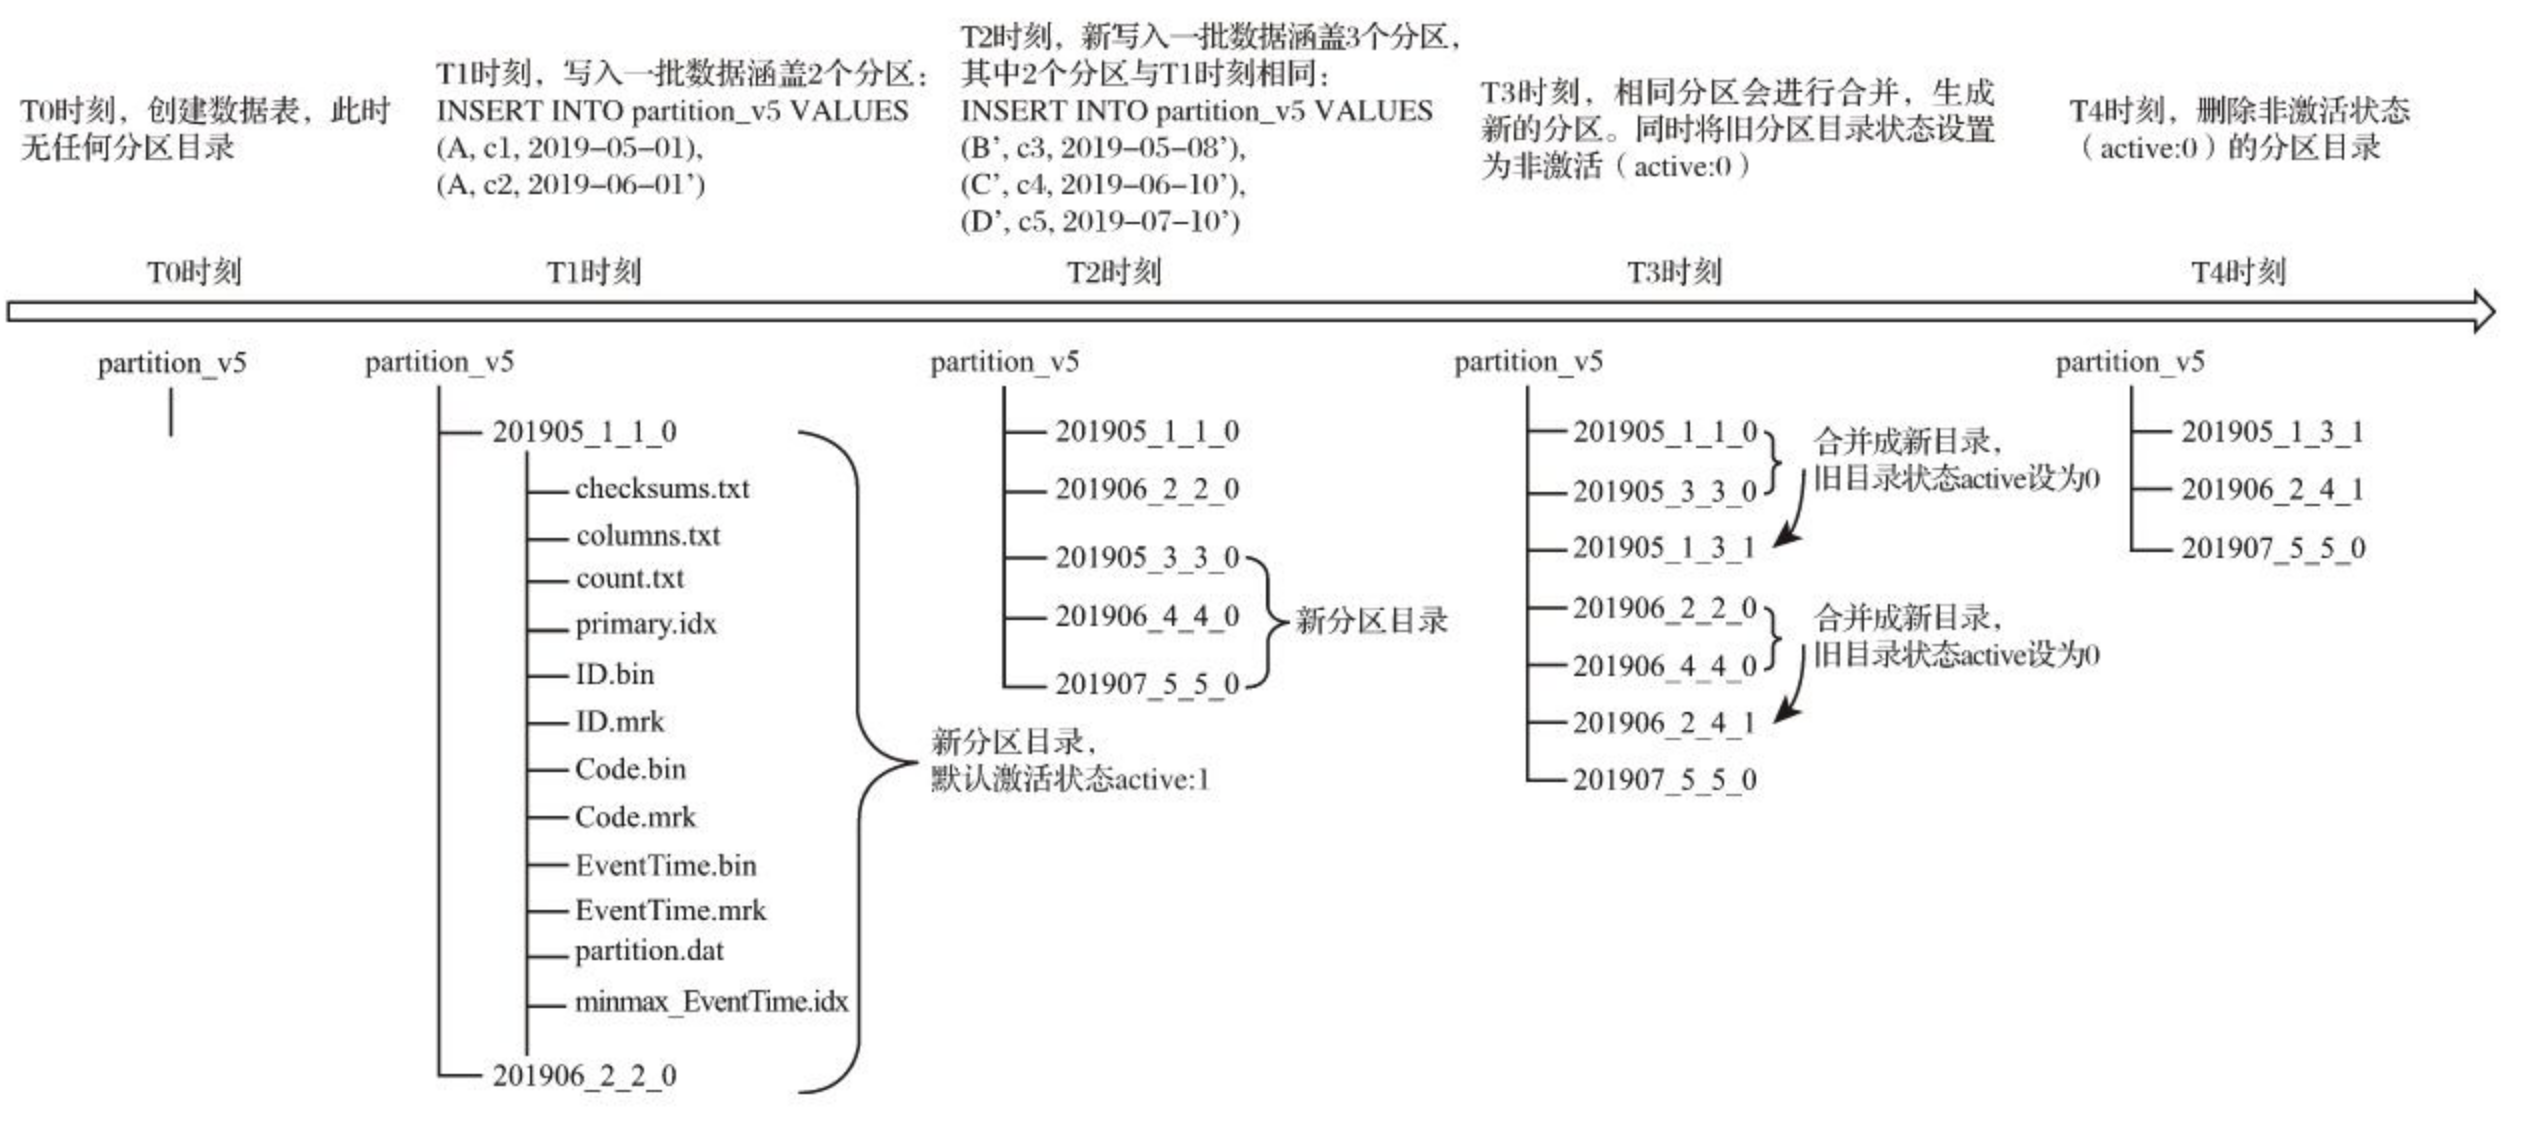 T0时刻，创建数据表，此时
无任何分区目录
T1时刻，写入一批数据涵盖2个分区：
INSERT INTO partition_v5 VALUES
(A, c1, 2019–05–01),
(A, c2, 2019–06–01’)
T2时刻，新写入一批数据涵盖3个分区，
其中2个分区与T1时刻相同：
INSERT INTO partition_v5 VALUES
(B’, c3, 2019–05–08’),
(C’, c4, 2019–06–10’),
(D’, c5, 2019–07–10’)
T3时刻，相同分区会进行合并，生成
新的分区。同时将旧分区目录状态设置
为非激活（active:0）
T4时刻，删除非激活状态
（active:0）的分区目录
T0时刻
T1时刻
T2时刻
T3时刻
T4时刻
partition_v5
partition_v5
201905_1_1_0
checksums.txt
columns.txt
count.txt
primary.idx
ID.bin
ID.mrk
Code.bin
Code.mrk
EventTime.bin
EventTime.mrk
partition.dat
minmax_EventTime.idx
201906_2_2_0
新分区目录，
默认激活状态active:1
partition_v5
201905_1_1_0
201906_2_2_0
201905_3_3_0
201906_4_4_0
201907_5_5_0
新分区目录
partition_v5
201905_1_1_0
201905_3_3_0
201905_1_3_1
合并成新目录，
旧目录状态active设为0
201906_2_2_0
201906_4_4_0
201906_2_4_1
合并成新目录，
旧目录状态active设为0
201907_5_5_0
partition_v5
201905_1_3_1
201906_2_4_1
201907_5_5_0